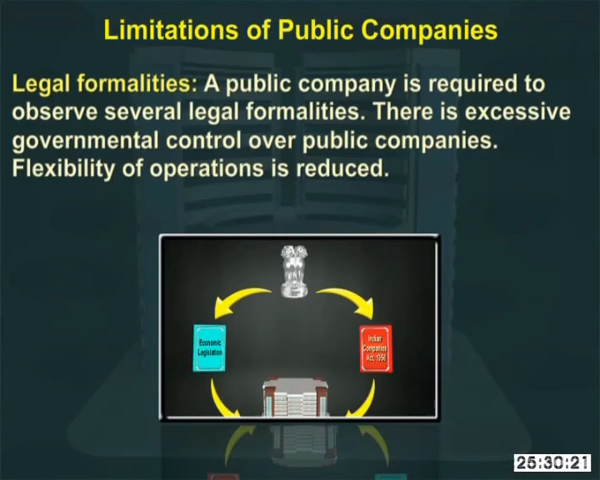 Limitations of Public Companies
Legal formalities: A public company is required to
observe several legal formalities. There is excessive
governmental control over public companies.
Flexibility of operations is reduced.
Economic
Legislation
Indian
Companies
Act, 1956
25:30:21